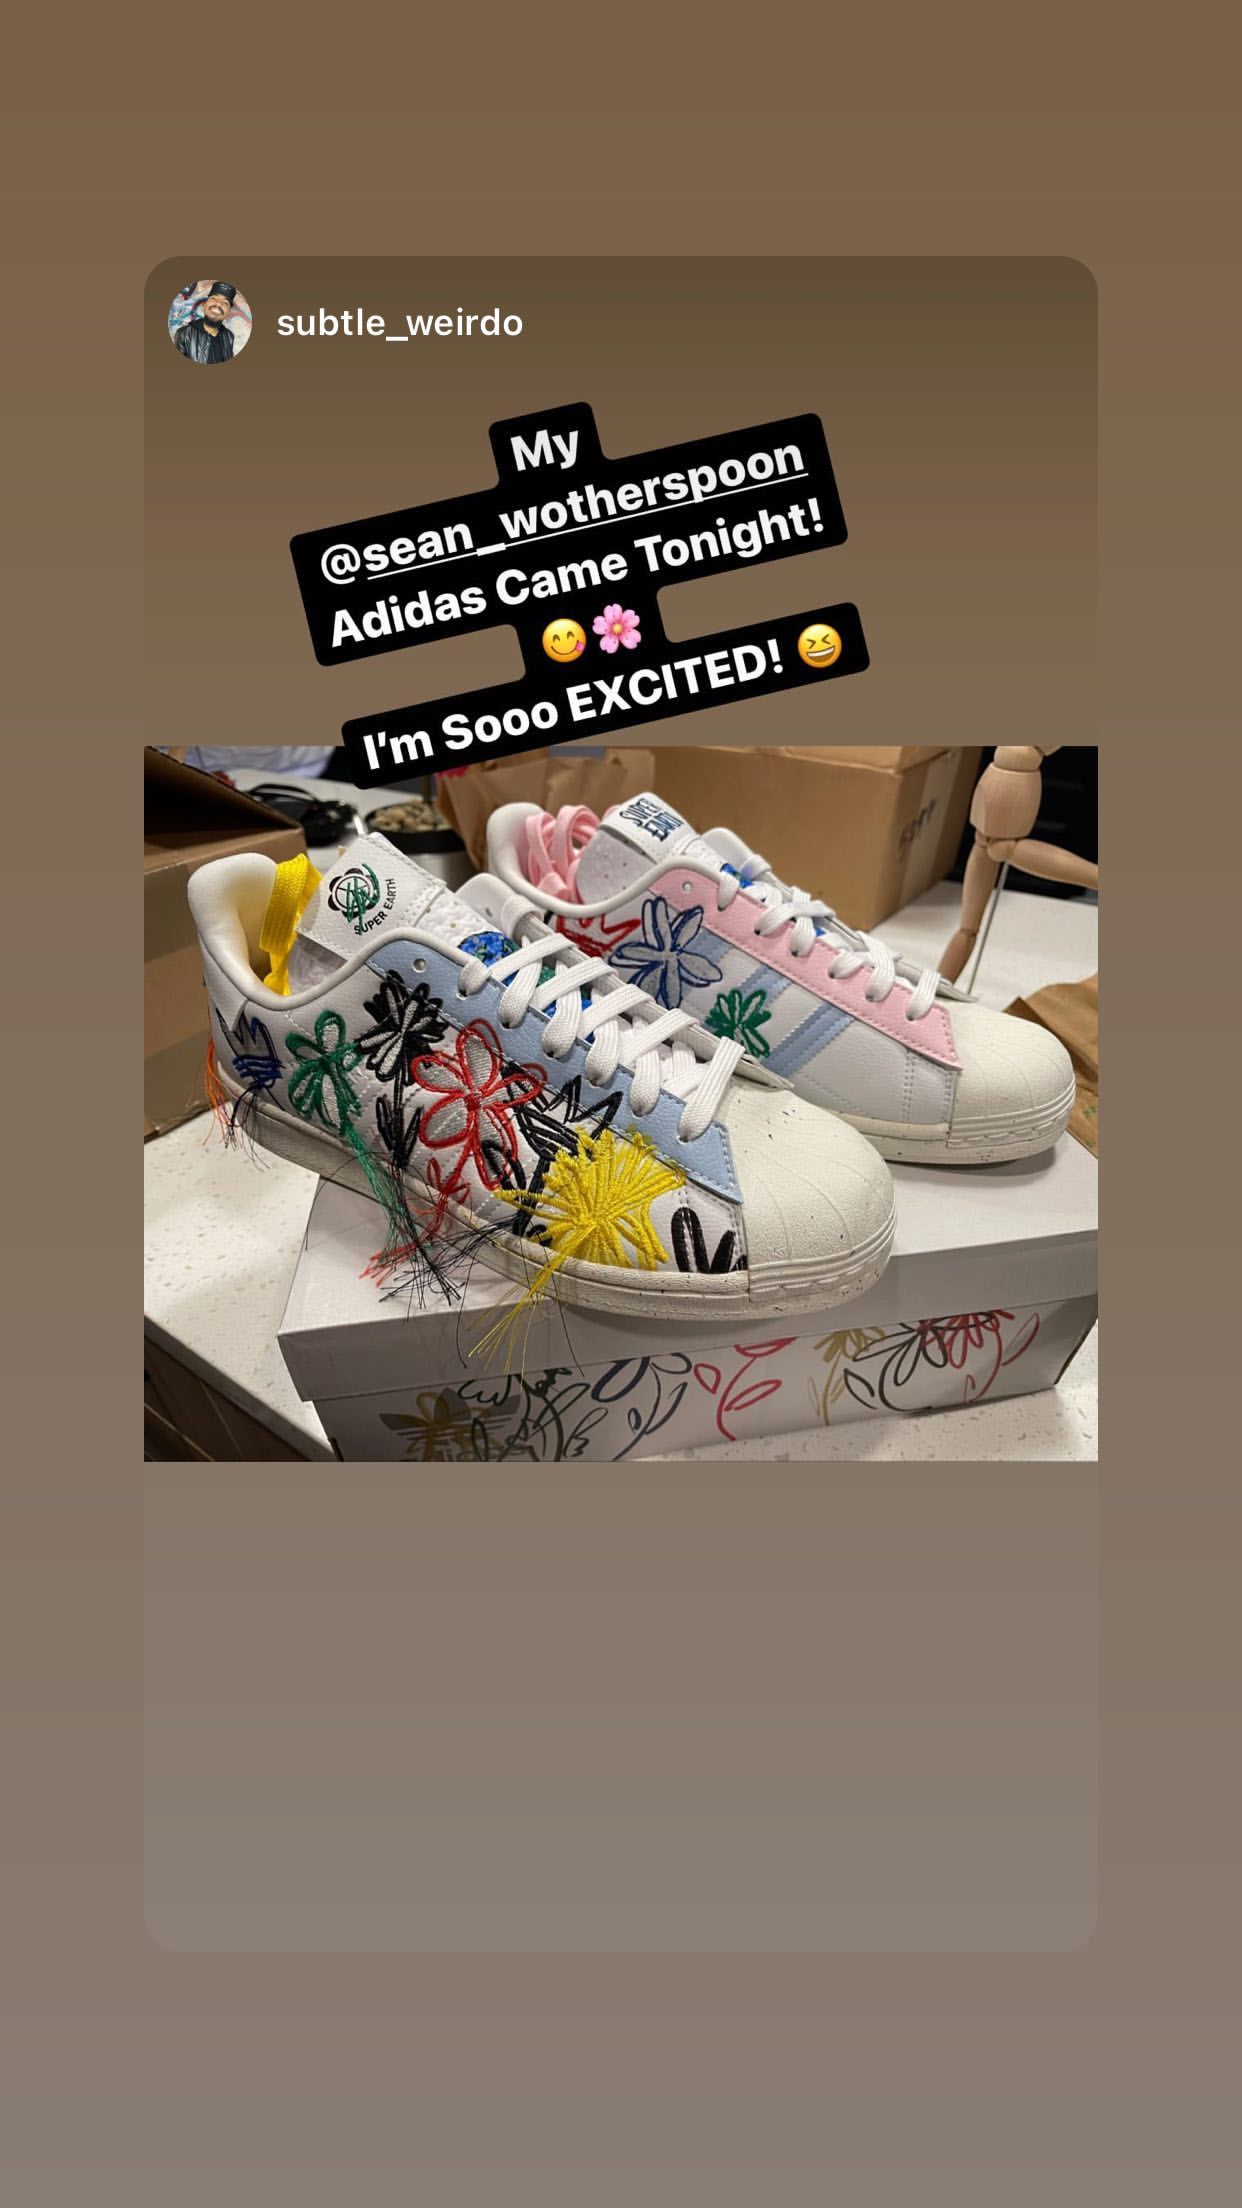 subtle_weirdo
My
@sean_wotherspoon
Adidas Came Tonight!
😋🌸
I'm Sooo EXCITED! 😆
SUPER EARTH
SUPER
EARTH